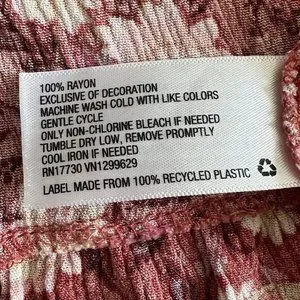 100% RAYON
EXCLUSIVE OF DECORATION
MACHINE WASH COLD WITH LIKE COLORS
GENTLE CYCLE
ONLY NON-CHLORINE BLEACH IF NEEDED
TUMBLE DRY LOW, REMOVE PROMPTLY
COOL IRON IF NEEDED
RN17730 VN1299629
LABEL MADE FROM 100% RECYCLED PLASTIC